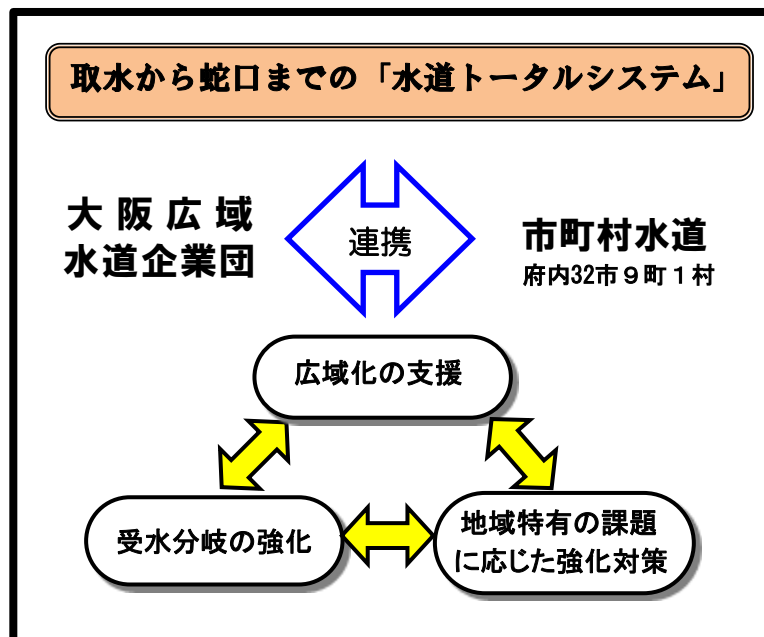 取水から蛇口までの「水道トータルシステム」
大阪広域
水道企業団
連携
市町村水道
府内32市９町１村
広域化の支援
受水分岐の強化
地域特有の課題
に応じた強化対策